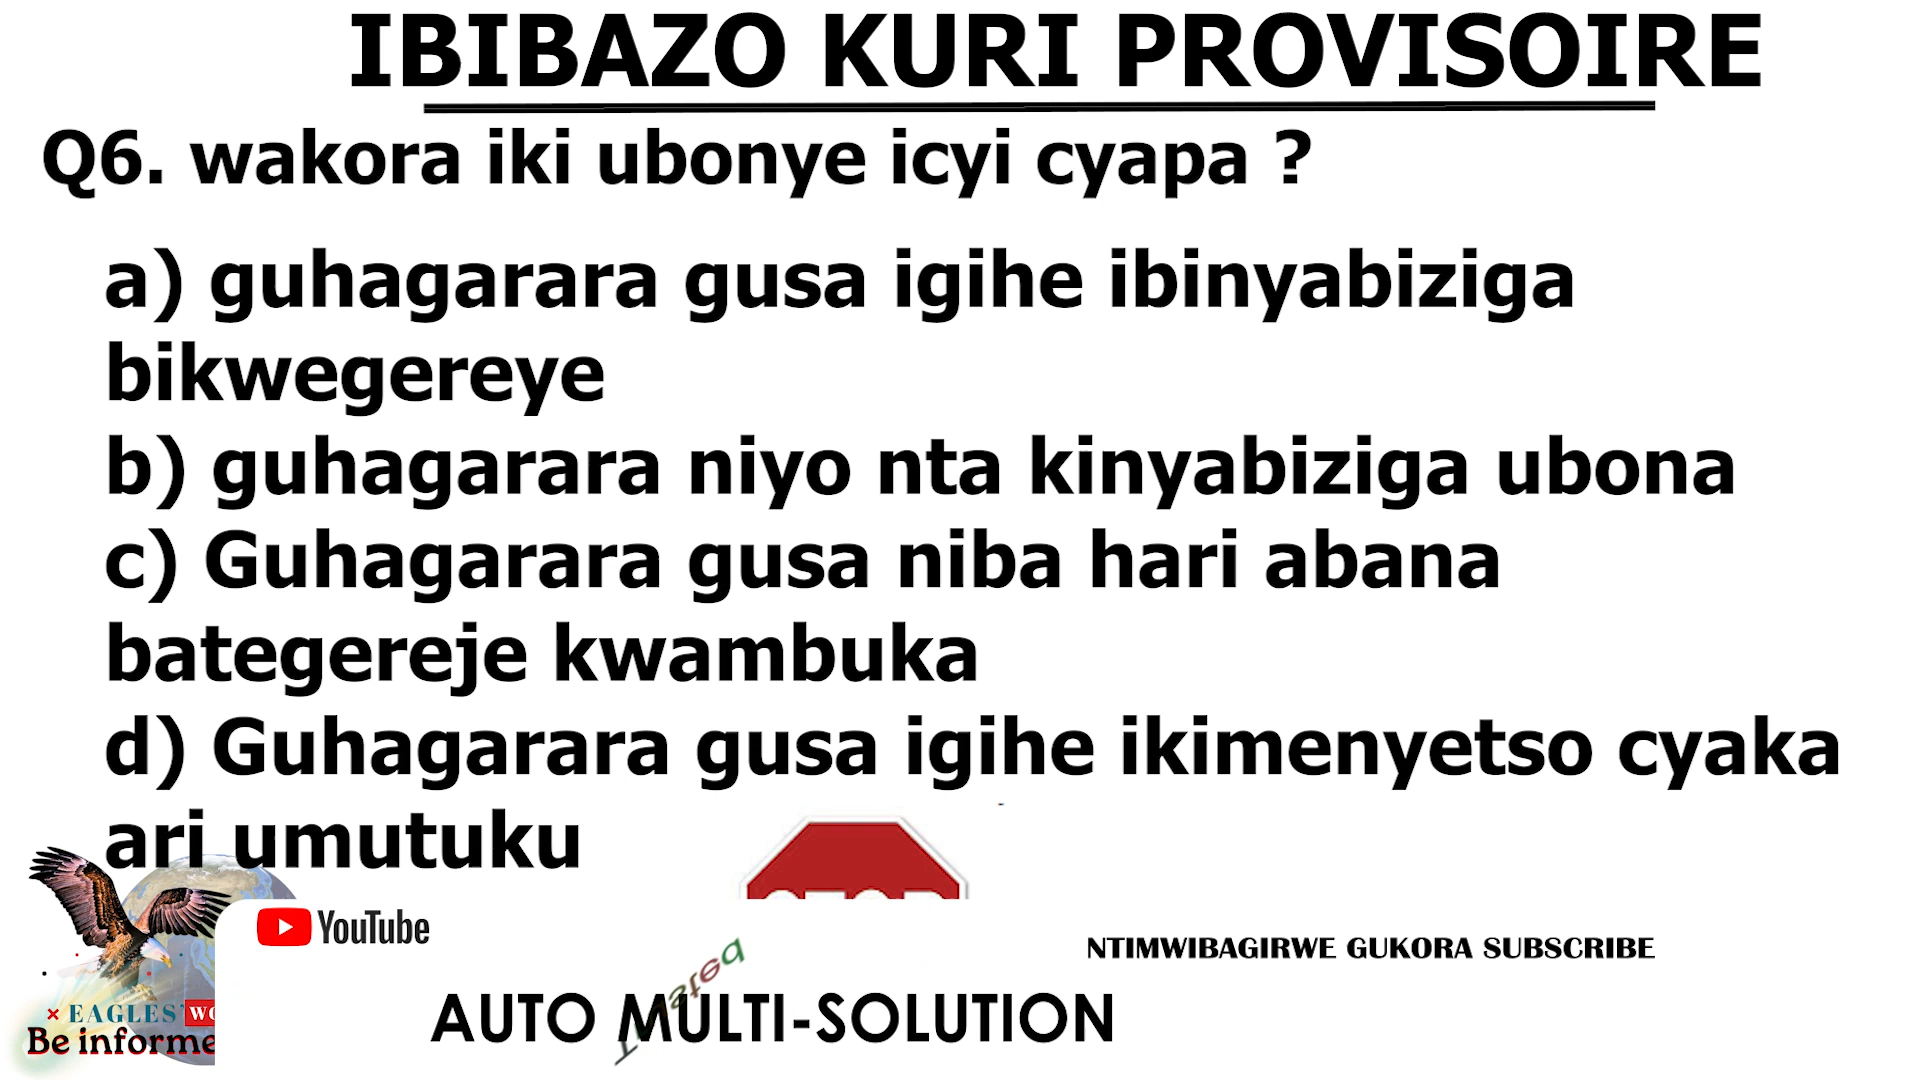 IBIBAZO KURI PROVISOIRE
Q6. wakora iki ubonye icyi cyapa ?
a) guhagarara gusa igihe ibinyabiziga
bikwegereye
b) guhagarara niyo nta kinyabiziga ubona
c) Guhagarara gusa niba hari abana
bategereje kwambuka
d) Guhagarara gusa igihe ikimenyetso cyaka
ari umutuku
YouTube
NTIMWIBAGIRWE GUKORA SUBSCRIBE
EAGLES'
Be informe
AUTO MULTI-SOLUTION